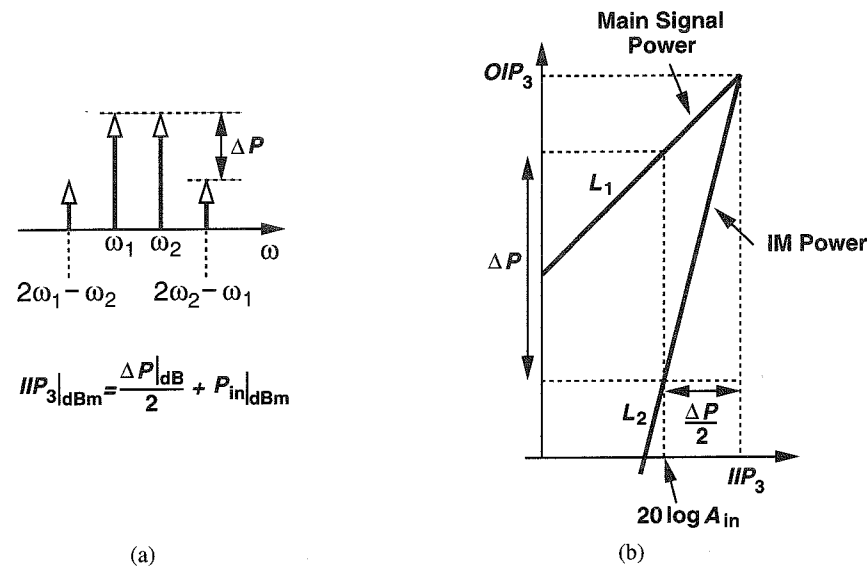 ΔP
ω₁ ω₂ ω
2ω₁ − ω₂ 2ω₂ − ω₁
IIP₃|dBm = ΔP|dB / 2 + Pin|dBm
(a)
Main Signal
Power
OIP₃
L₁
ΔP
IM Power
L₂
ΔP / 2
IIP₃
20 log Ain
(b)